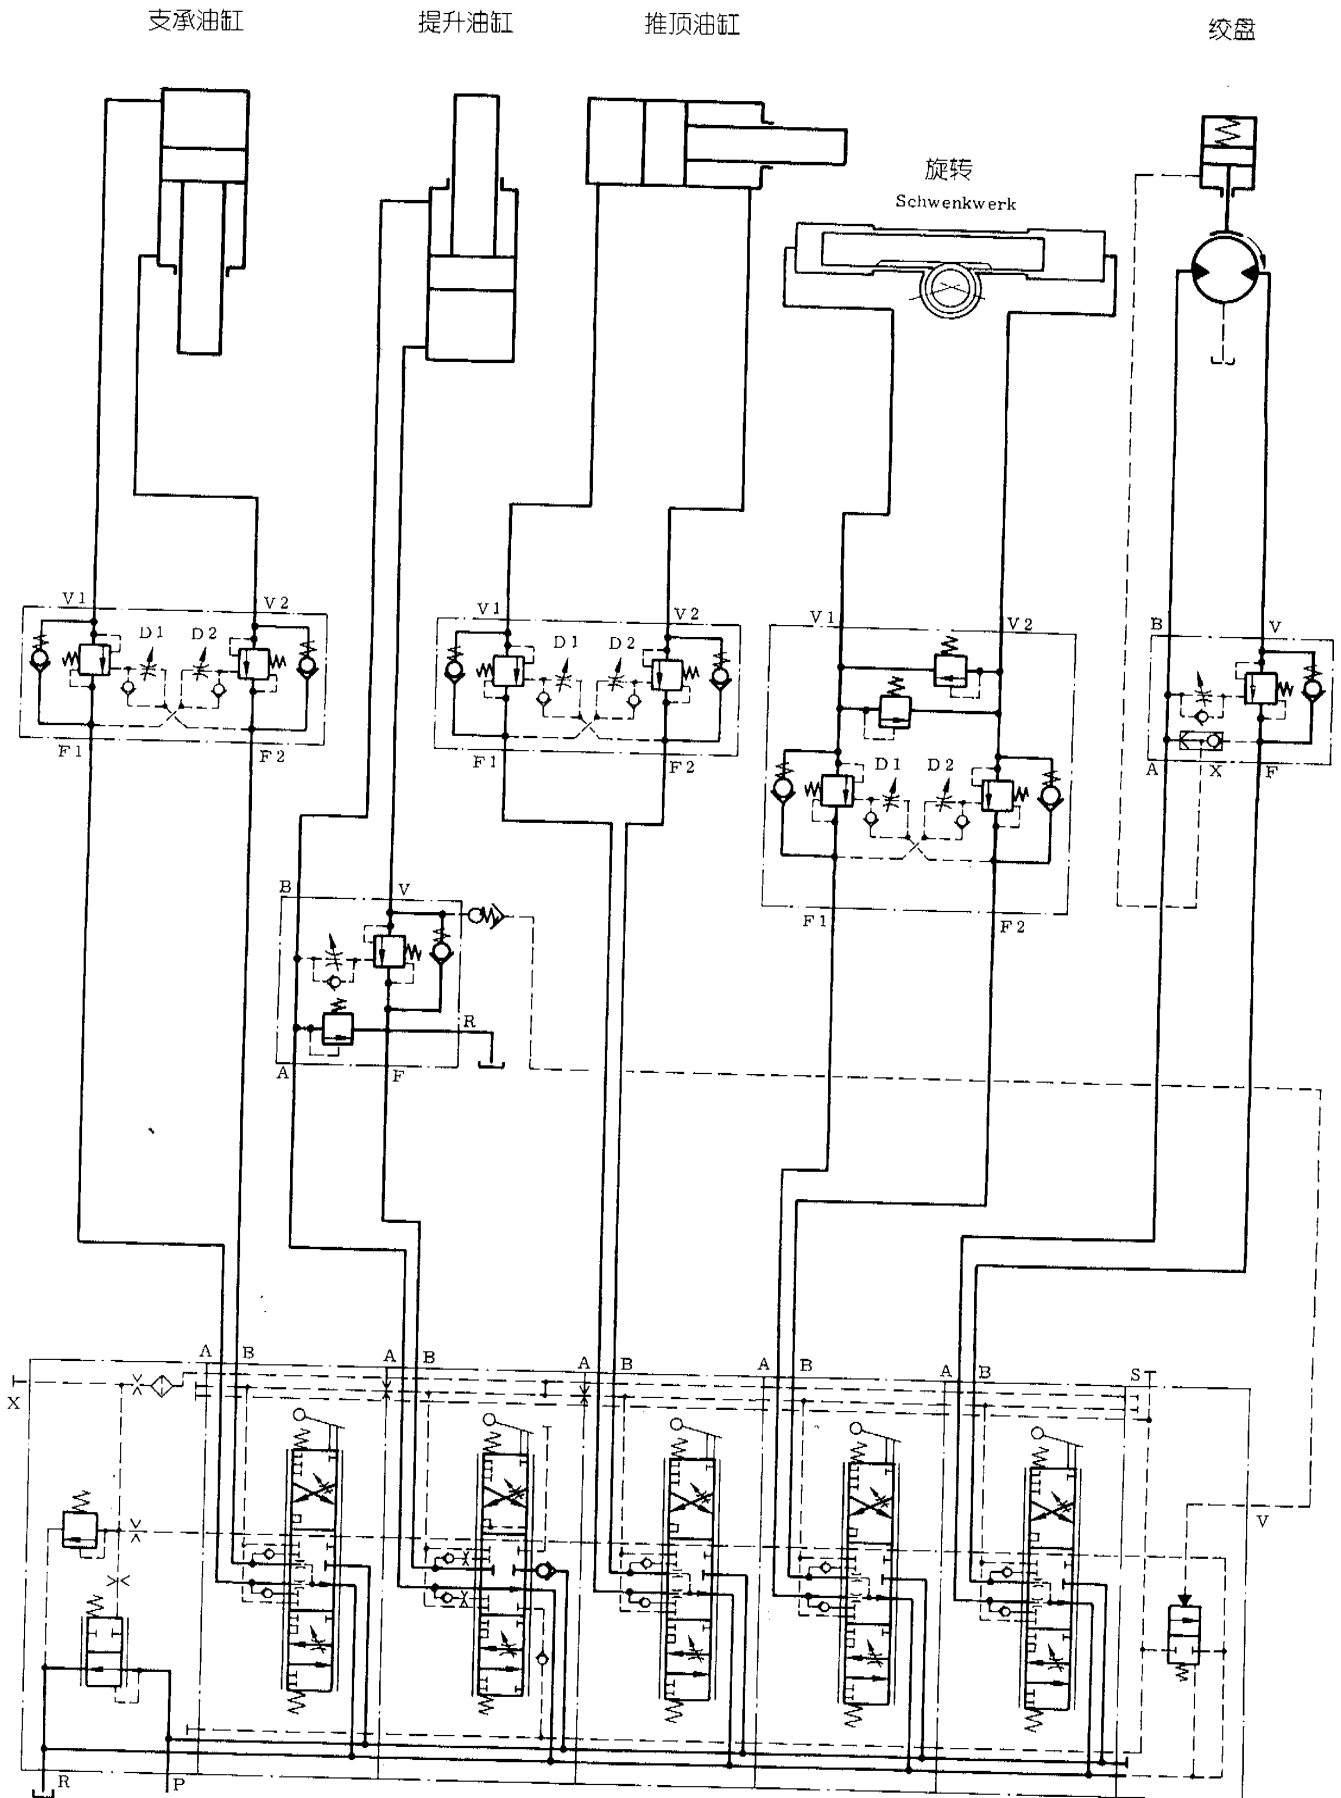 支承油缸 提升油缸 推顶油缸 绞盘
旋转
Schwenkwerk
V1 V2 V1 V2 V1 V2 B V
D1 D2 D1 D2
F1 F2 F1 F2 D1 D2 A X F
B V
F1 F2
R
A F
A B A B A B A B A B S
X
V
R P